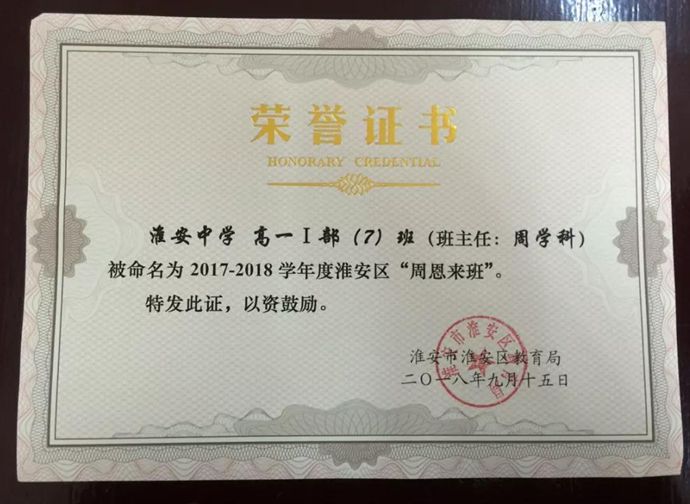 荣誉证书
HONORARY CREDENTIAL
淮安中学 高一Ⅰ部（7）班（班主任：周学科）
被命名为2017-2018学年度淮安区“周恩来班”。
特发此证，以资鼓励。
淮安市淮安区教育局
二〇一八年九月十五日